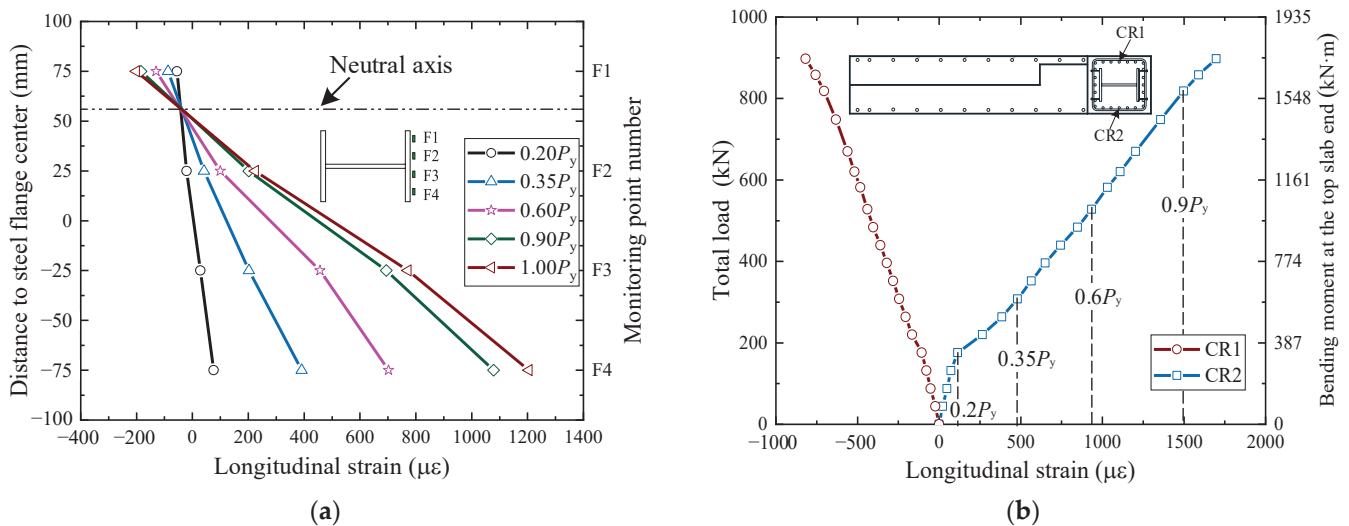 Distance to steel flange center (mm)
100
75
50
25
0
−25
−50
−75
−100
−400
−200
0
200
400
600
800
1000
1200
1400
Longitudinal strain (με)
Neutral axis
F1
F2
F3
F4
0.20Py
0.35Py
0.60Py
0.90Py
1.00Py
F1
F2
F3
F4
Monitoring point number
(a)
Total load (kN)
1000
800
600
400
200
0
−1000
−500
0
500
1000
1500
2000
Longitudinal strain (με)
CR1
CR2
0.2Py
0.35Py
0.6Py
0.9Py
CR1
CR2
1935
1548
1161
774
387
0
Bending moment at the top slab end (kN·m)
(b)